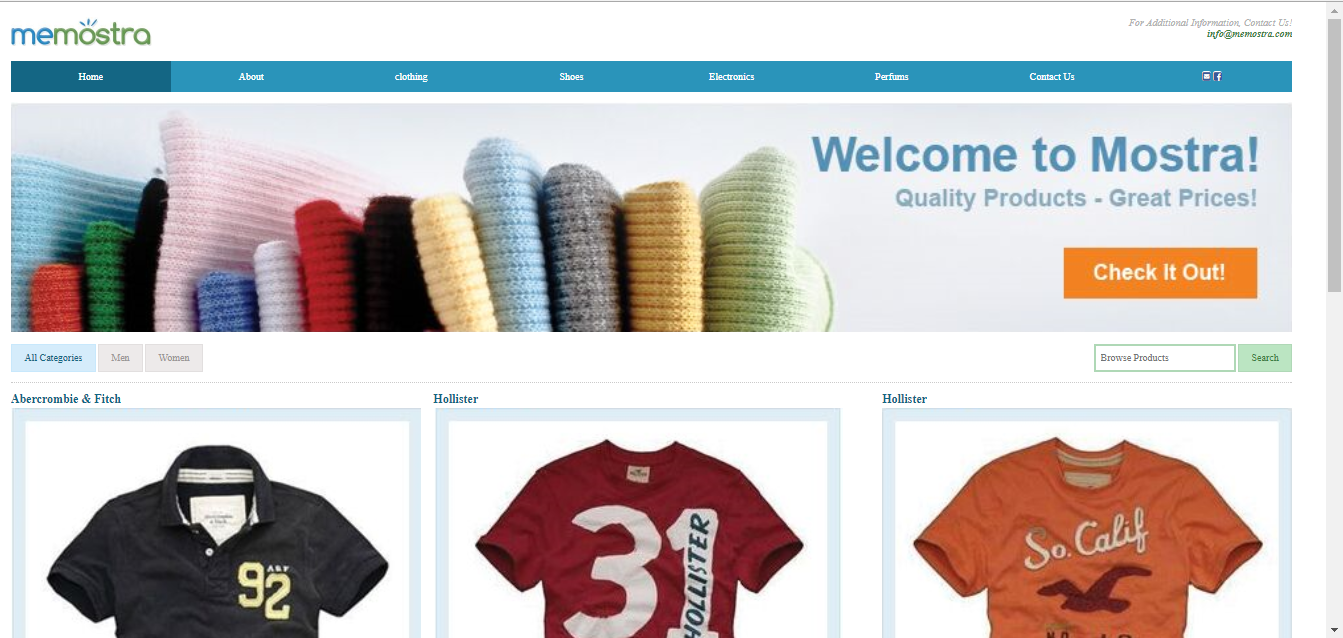 memostra
For Additional Information, Contact Us!
info@memostra.com
Home About clothing Shoes Electronics Perfums Contact Us
Welcome to Mostra!
Quality Products - Great Prices!
Check It Out!
All Categories Men Women Browse Products Search
Abercrombie & Fitch Hollister Hollister
A&F
92
31
HOLLISTER
So. Calif